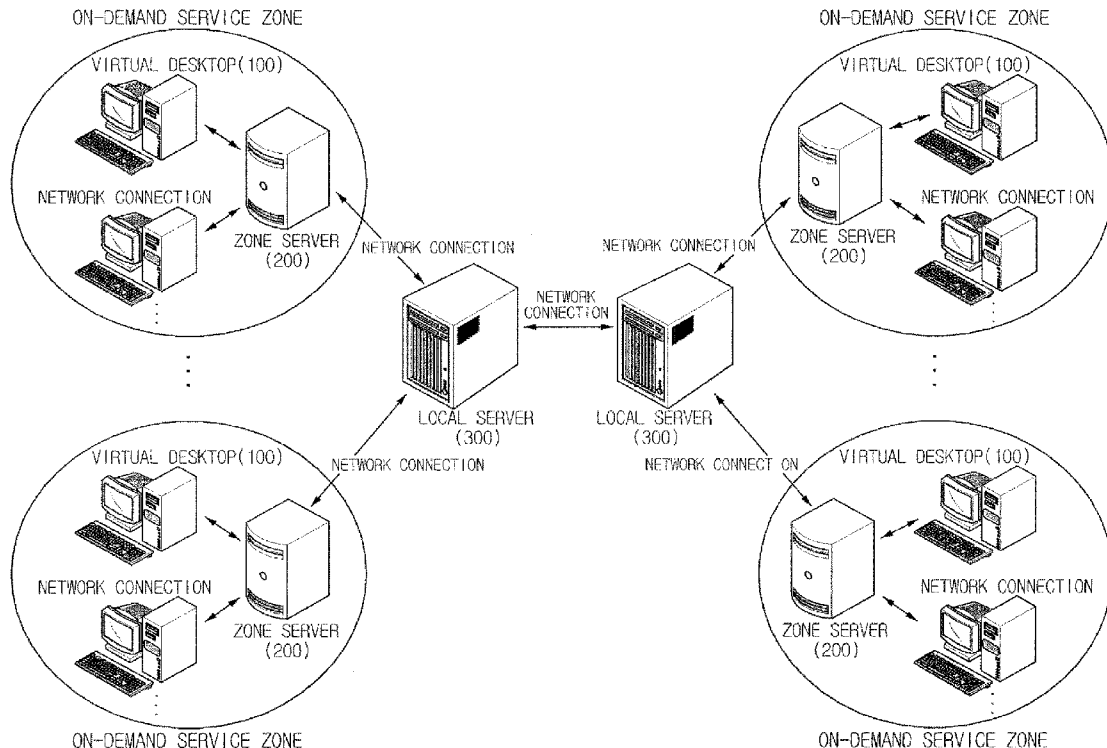 ON-DEMAND SERVICE ZONE
VIRTUAL DESKTOP(100)
NETWORK CONNECTION
ZONE SERVER
(200)
ON-DEMAND SERVICE ZONE
VIRTUAL DESKTOP(100)
NETWORK CONNECTION
ZONE SERVER
(200)
NETWORK CONNECTION
NETWORK CONNECTION
NETWORK
CONNECTION
LOCAL SERVER
(300)
LOCAL SERVER
(300)
NETWORK CONNECTION
NETWORK CONNECT ON
VIRTUAL DESKTOP(100)
NETWORK CONNECTION
ZONE SERVER
(200)
ON-DEMAND SERVICE ZONE
VIRTUAL DESKTOP(100)
NETWORK CONNECTION
ZONE SERVER
(200)
ON-DEMAND SERVICE ZONE